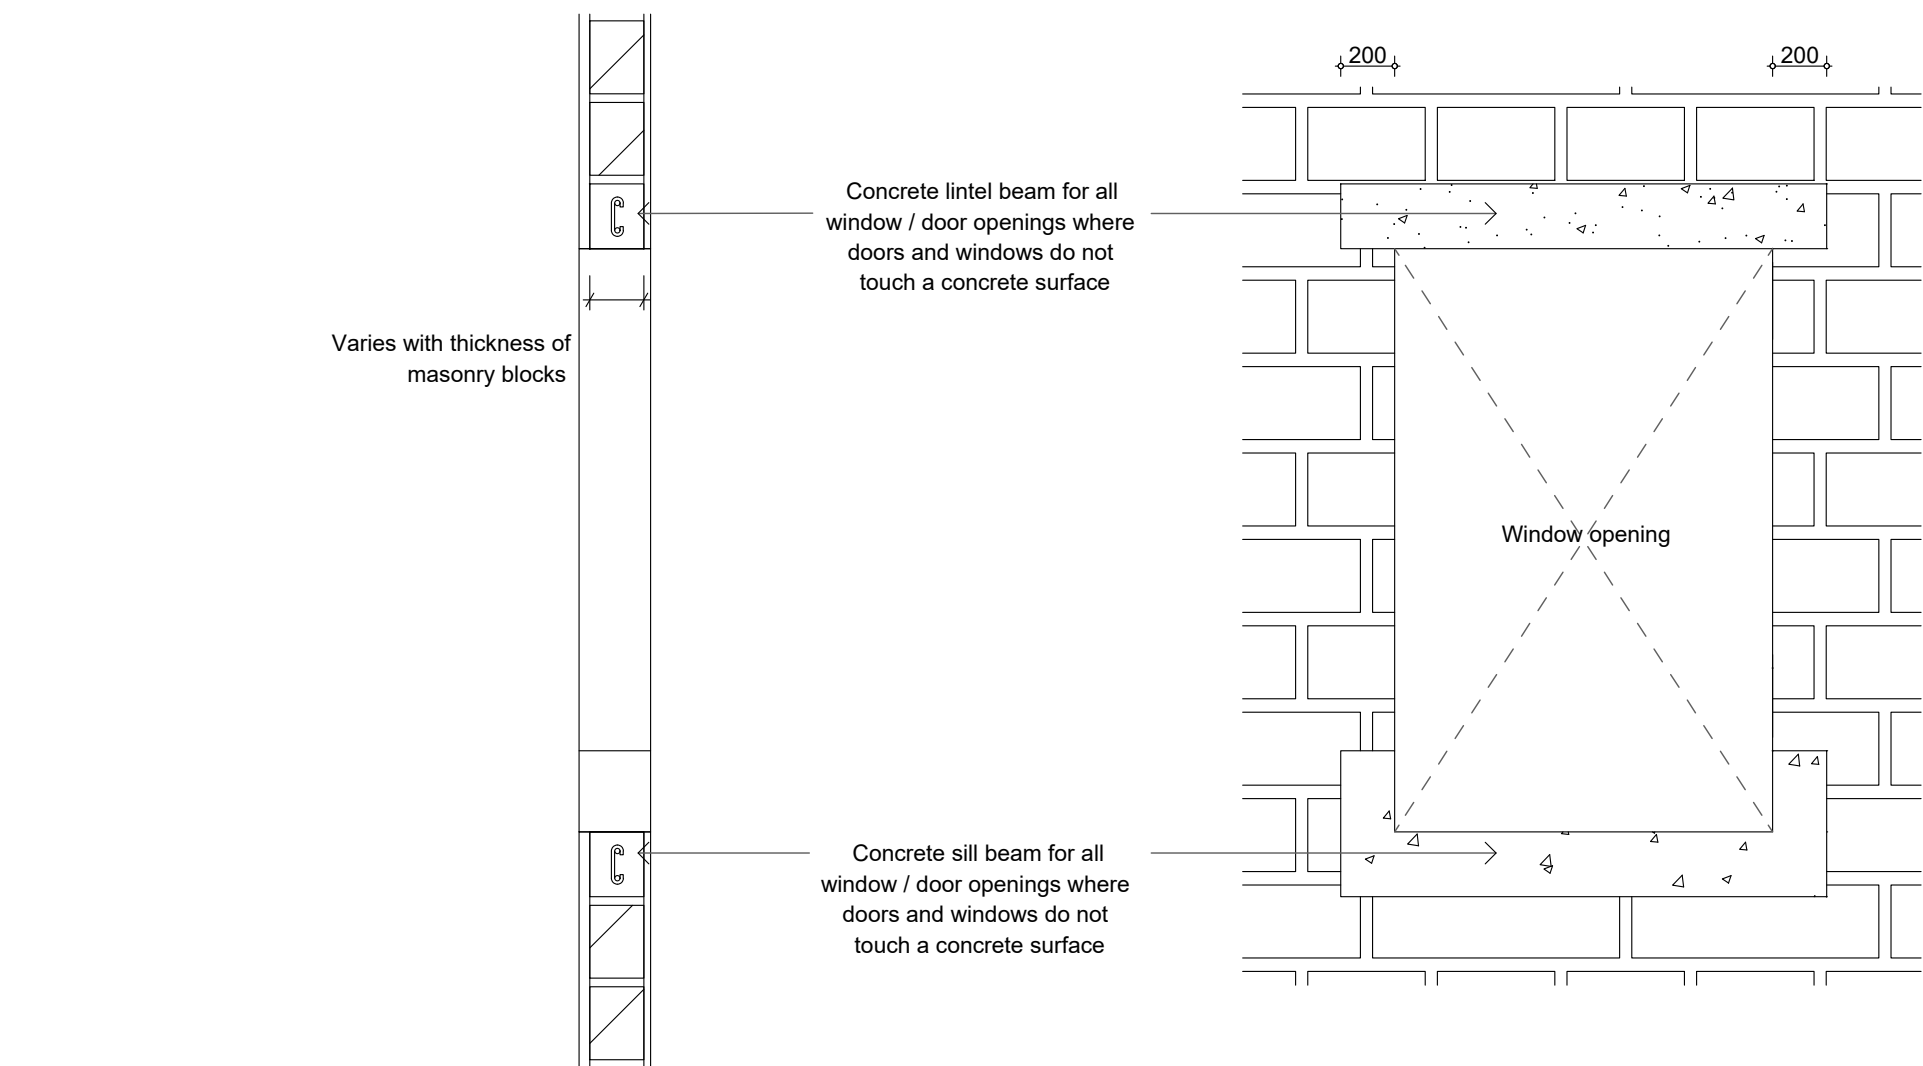 200
200
Concrete lintel beam for all
window / door openings where
doors and windows do not
touch a concrete surface
Varies with thickness of
masonry blocks
Window opening
Concrete sill beam for all
window / door openings where
doors and windows do not
touch a concrete surface